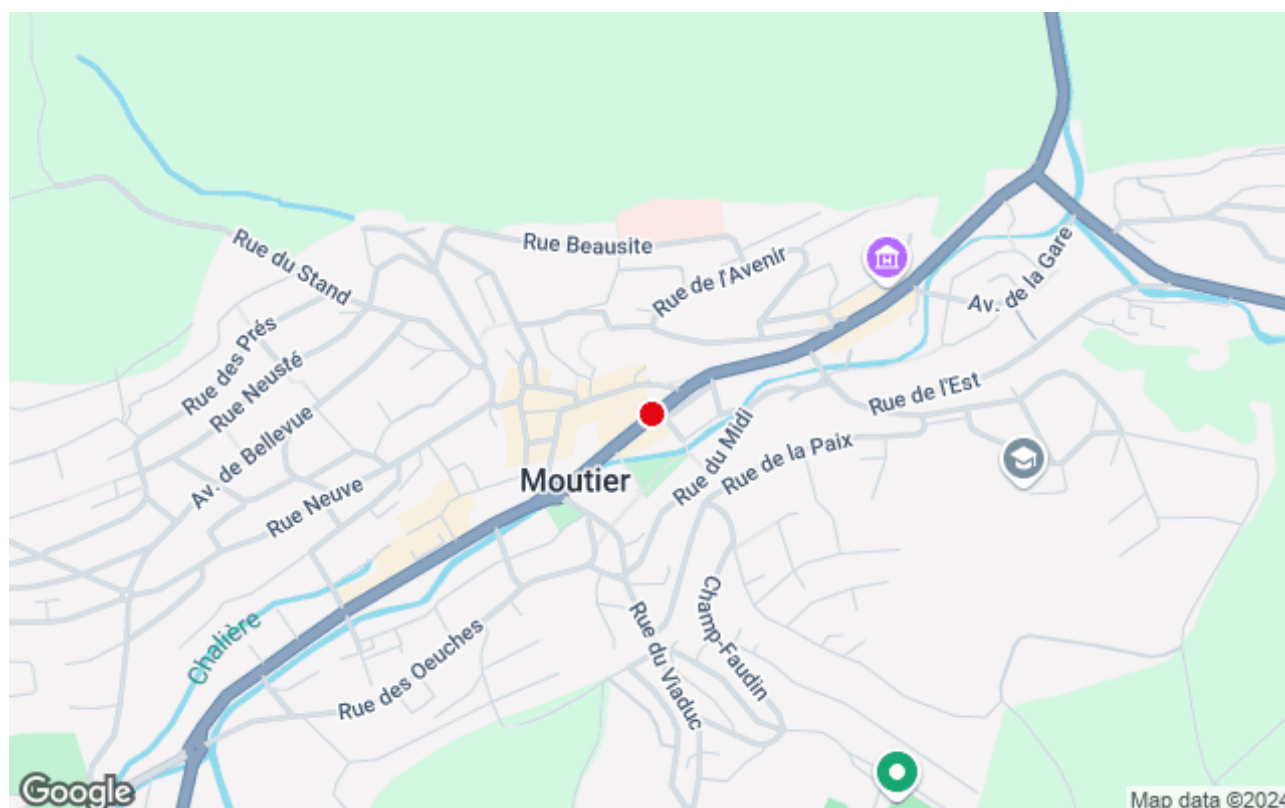 Rue du Stand
Rue Beausite
Rue de l'Avenir
Av. de la Gare
Rue des Prés
Rue Neusté
Av. de Bellevue
Rue Neuve
Moutier
Rue du Midi
Rue de la Paix
Rue de l'Est
Chalière
Rue des Oeuches
Rue du Viaduc
Champ-Faudin
Google
Map data ©2024